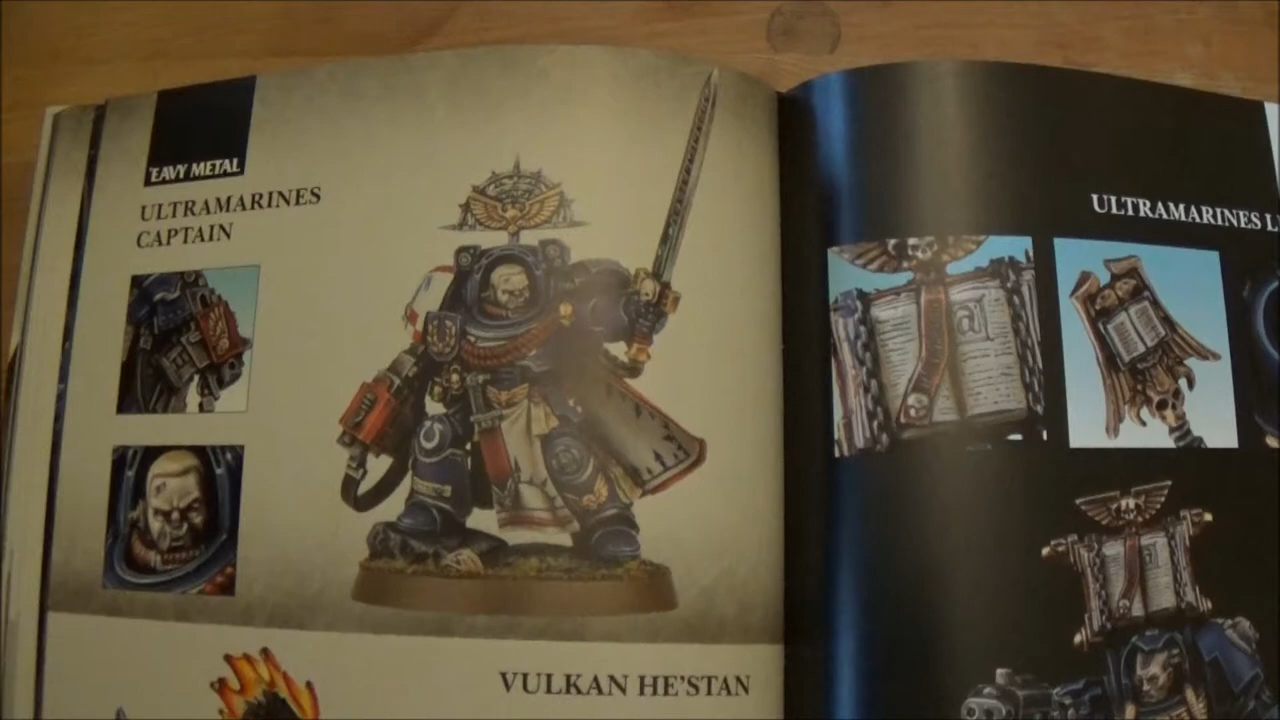 'EAVY METAL
ULTRAMARINES
CAPTAIN
VULKAN HE'STAN
ULTRAMARINES L